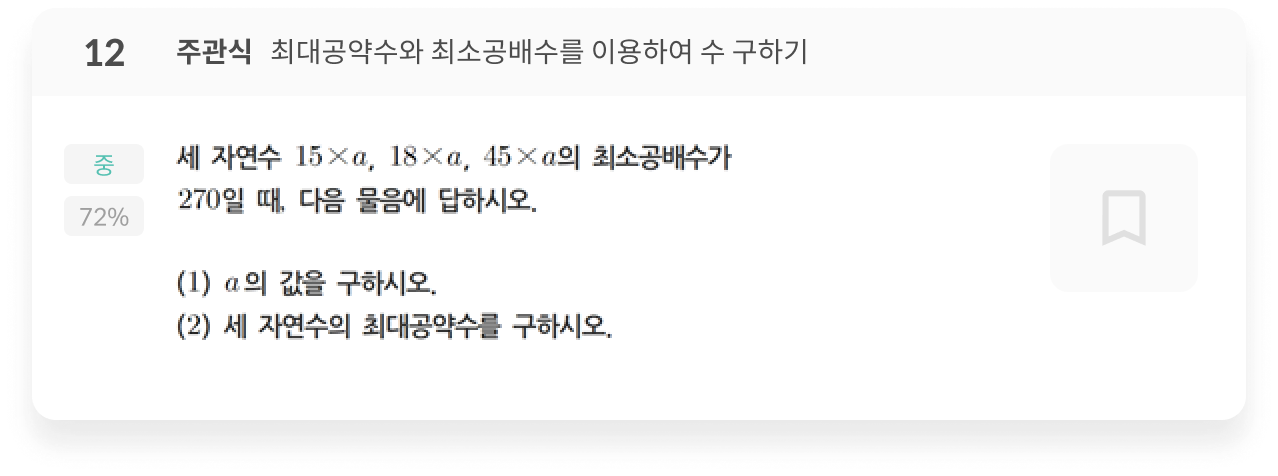 12 주관식 최대공약수와 최소공배수를 이용하여 수 구하기
중
72%
세 자연수 15×a, 18×a, 45×a의 최소공배수가
270일 때, 다음 물음에 답하시오.
(1) a의 값을 구하시오.
(2) 세 자연수의 최대공약수를 구하시오.